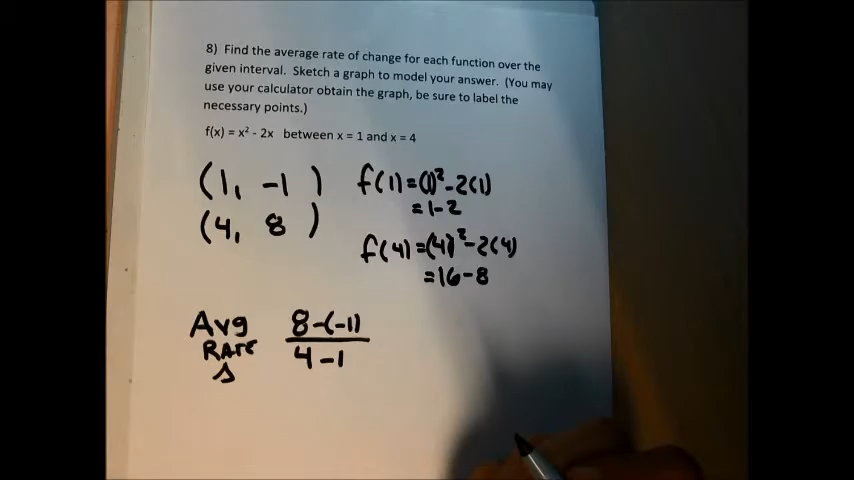 8) Find the average rate of change for each function over the
given interval. Sketch a graph to model your answer. (You may
use your calculator obtain the graph, be sure to label the
necessary points.)
f(x) = x² - 2x between x = 1 and x = 4
(1, -1) f(1)=(1)²-2(1)
=1-2
(4, 8) f(4)=(4)²-2(4)
=16-8
Avg 8-(-1)
RATE 4-1
Δ